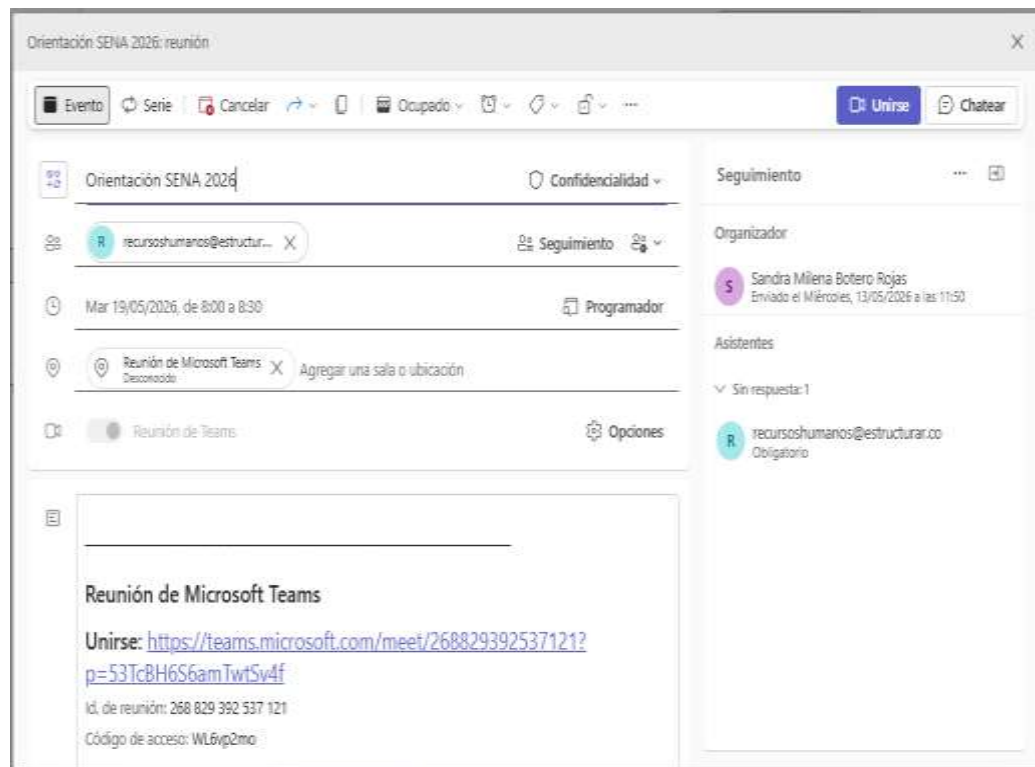 Orientación SENA 2026: reunión
Evento Serie Cancelar Ocupado Unirse Chatear
Orientación SENA 2026 Confidencialidad
R recursoshumanos@estructur... Seguimiento
Mar 19/05/2026, de 8:00 a 8:30 Programador
Reunión de Microsoft Teams
Desconocido
Agregar una sala o ubicación
Reunión de Teams Opciones
Reunión de Microsoft Teams
Unirse: https://teams.microsoft.com/meet/268829392537121?
p=53TcBH6S6amTwtSv4f
Id. de reunión: 268 829 392 537 121
Código de acceso: WL6vp2mo
Seguimiento
Organizador
S Sandra Milena Botero Rojas
Enviado el Miércoles, 13/05/2026 a las 11:50
Asistentes
Sin respuesta: 1
R recursoshumanos@estructurar.co
Obligatorio